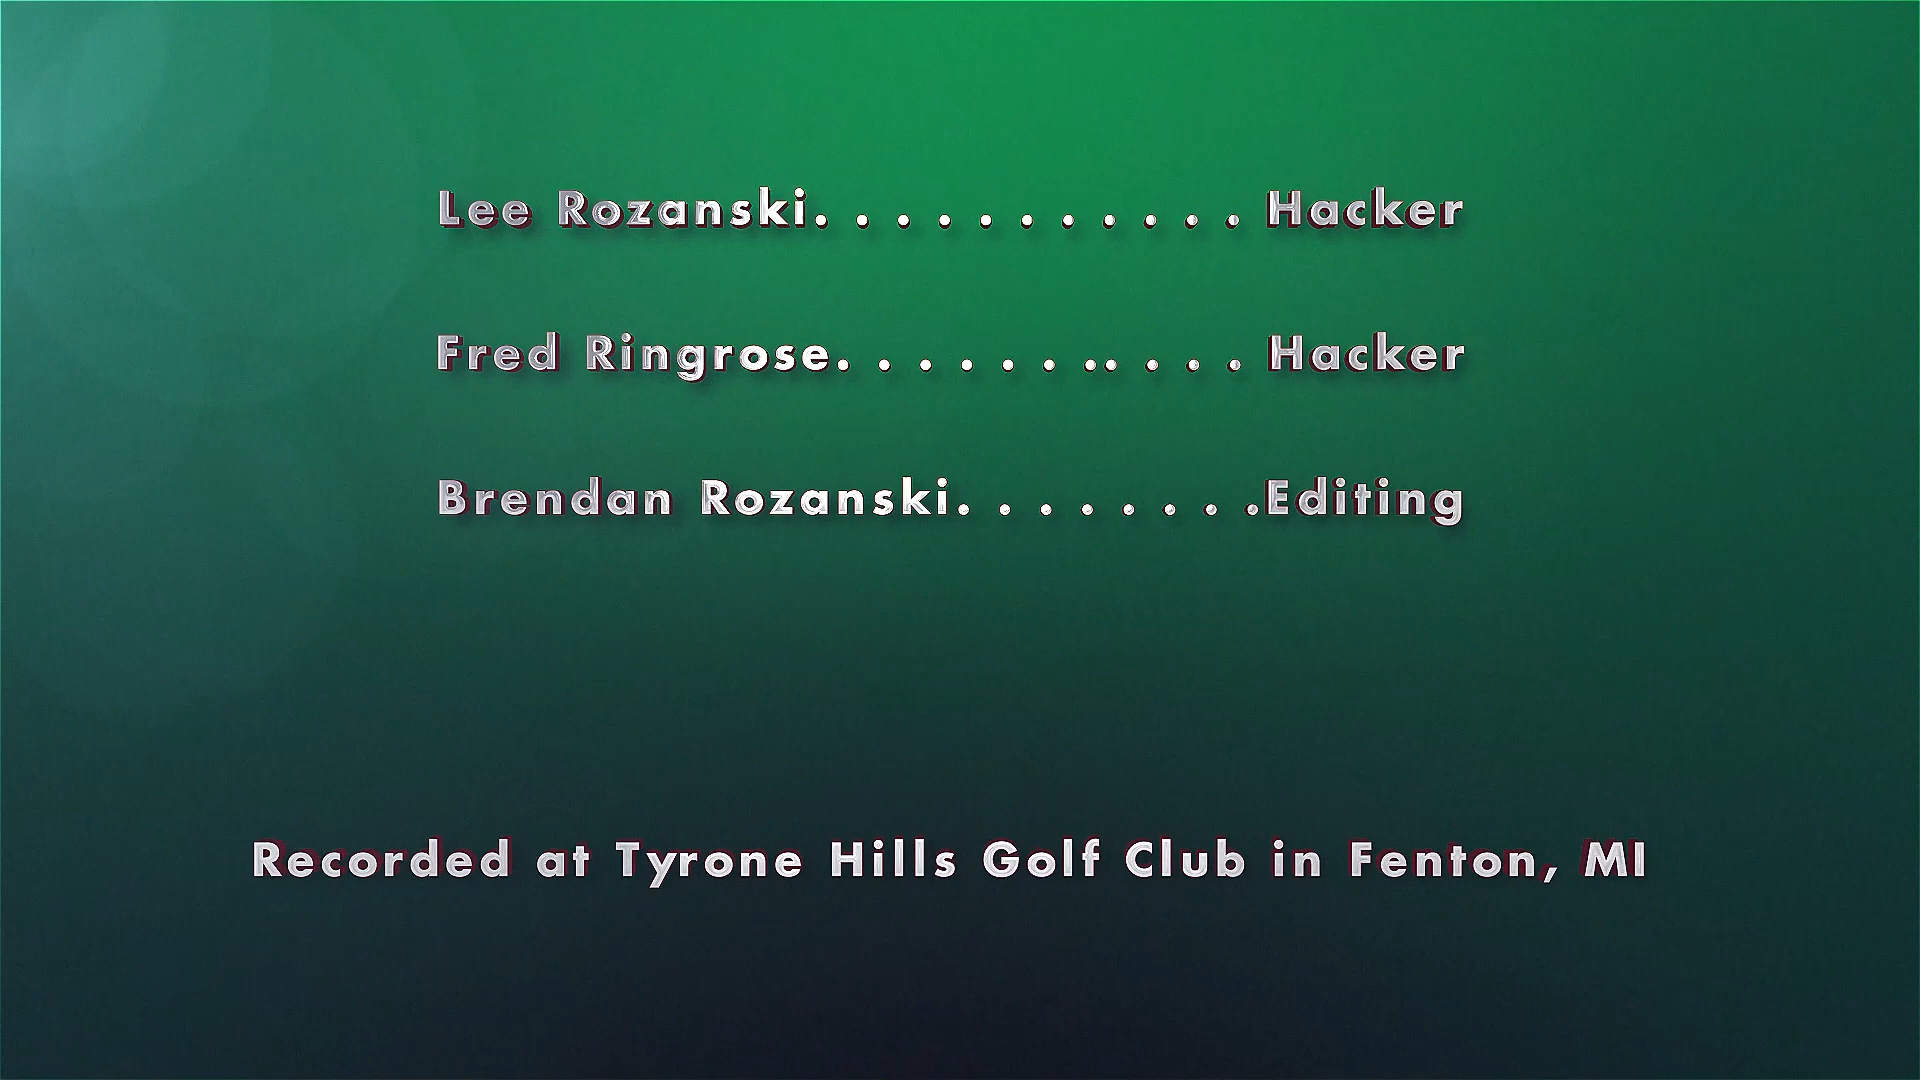 Lee Rozanski. . . . . . . . . . . Hacker
Fred Ringrose. . . . . . .. . . . Hacker
Brendan Rozanski. . . . . . . .Editing
Recorded at Tyrone Hills Golf Club in Fenton, MI